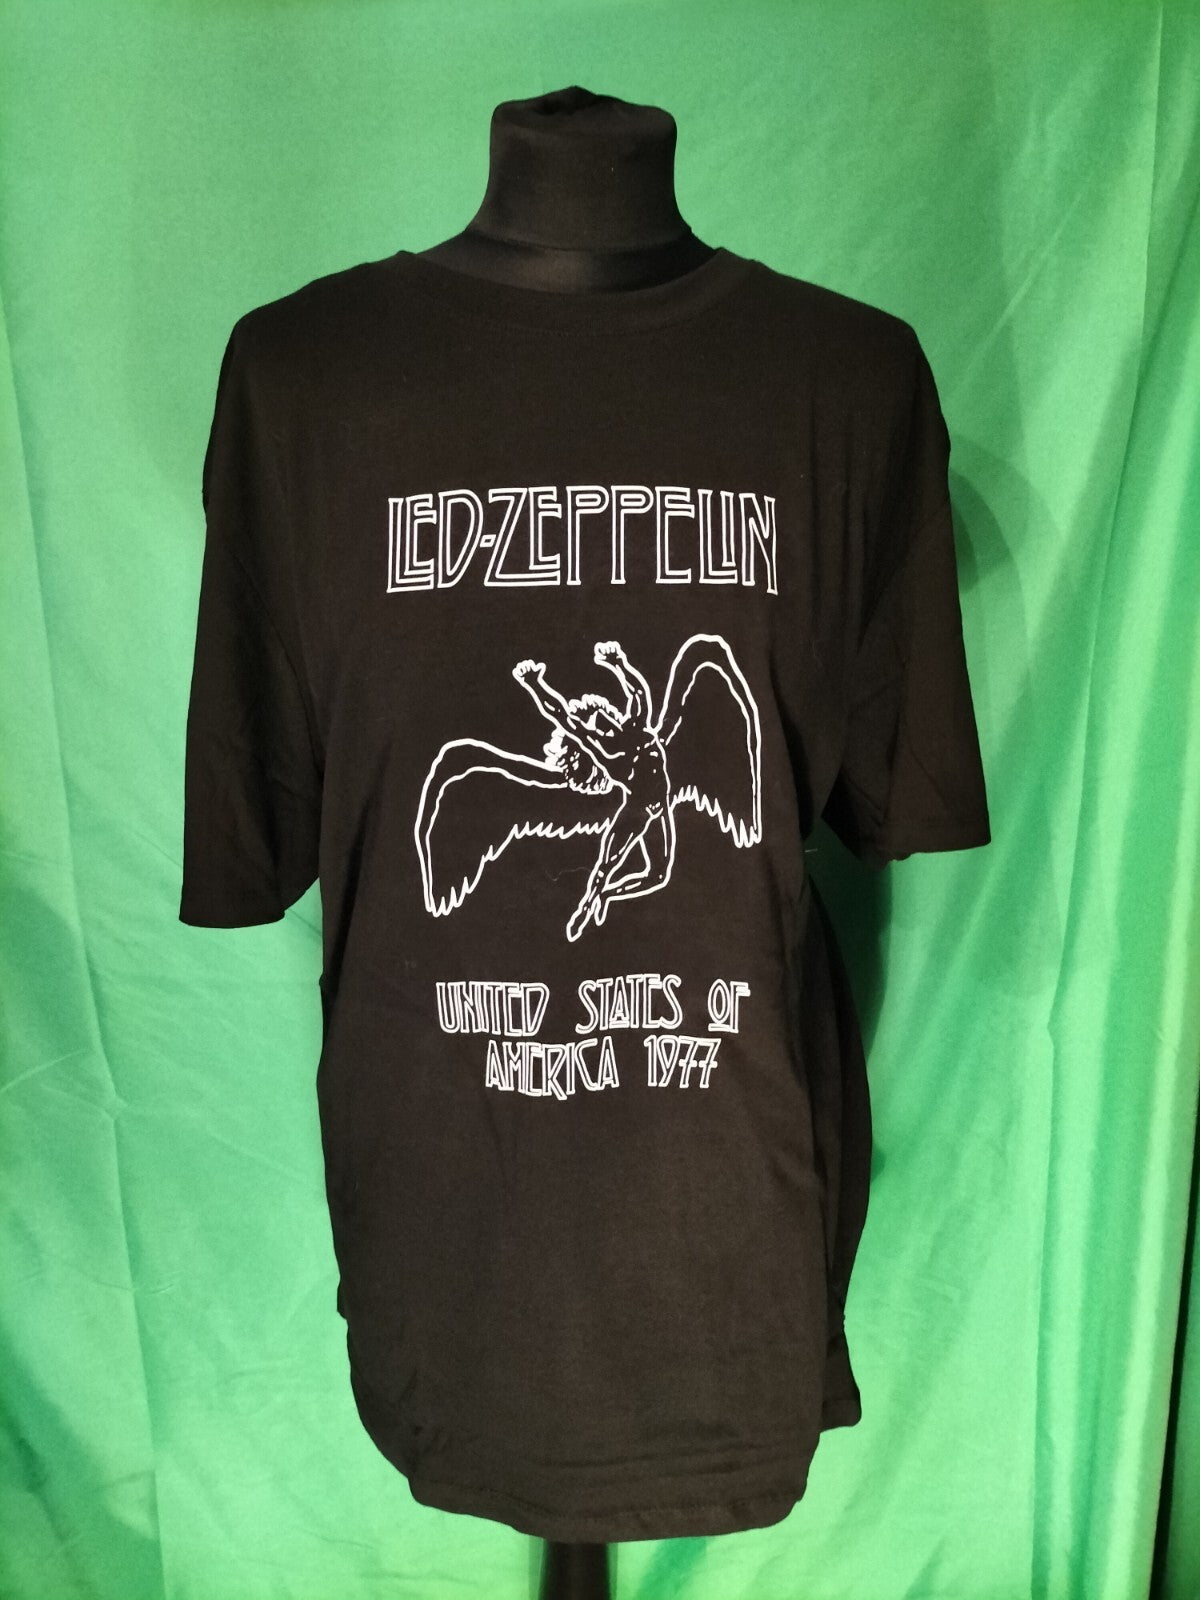 LED-ZEPPELIN
UNITED STATES OF
AMERICA 1977